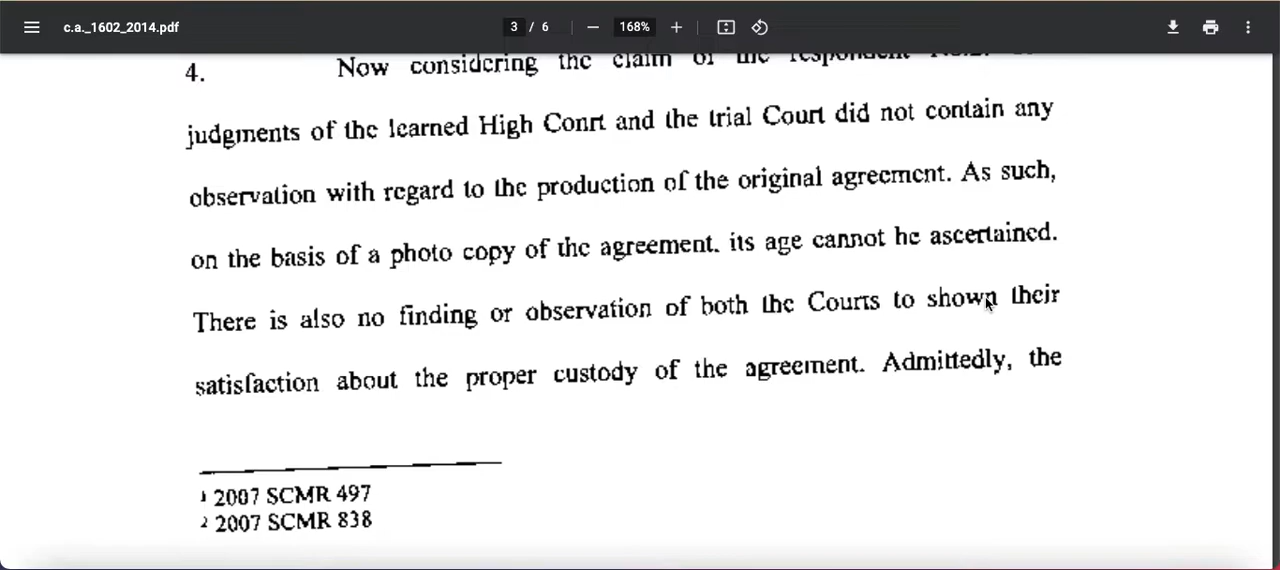 c.a._1602_2014.pdf
3 / 6
168%
4. Now considering the claim of the respondent
judgments of the learned High Conrt and the trial Court did not contain any
observation with regard to the production of the original agreement. As such,
on the basis of a photo copy of the agreement. its age cannot he ascertained.
There is also no finding or observation of both the Courts to shown their
satisfaction about the proper custody of the agreement. Admittedly, the
1 2007 SCMR 497
2 2007 SCMR 838